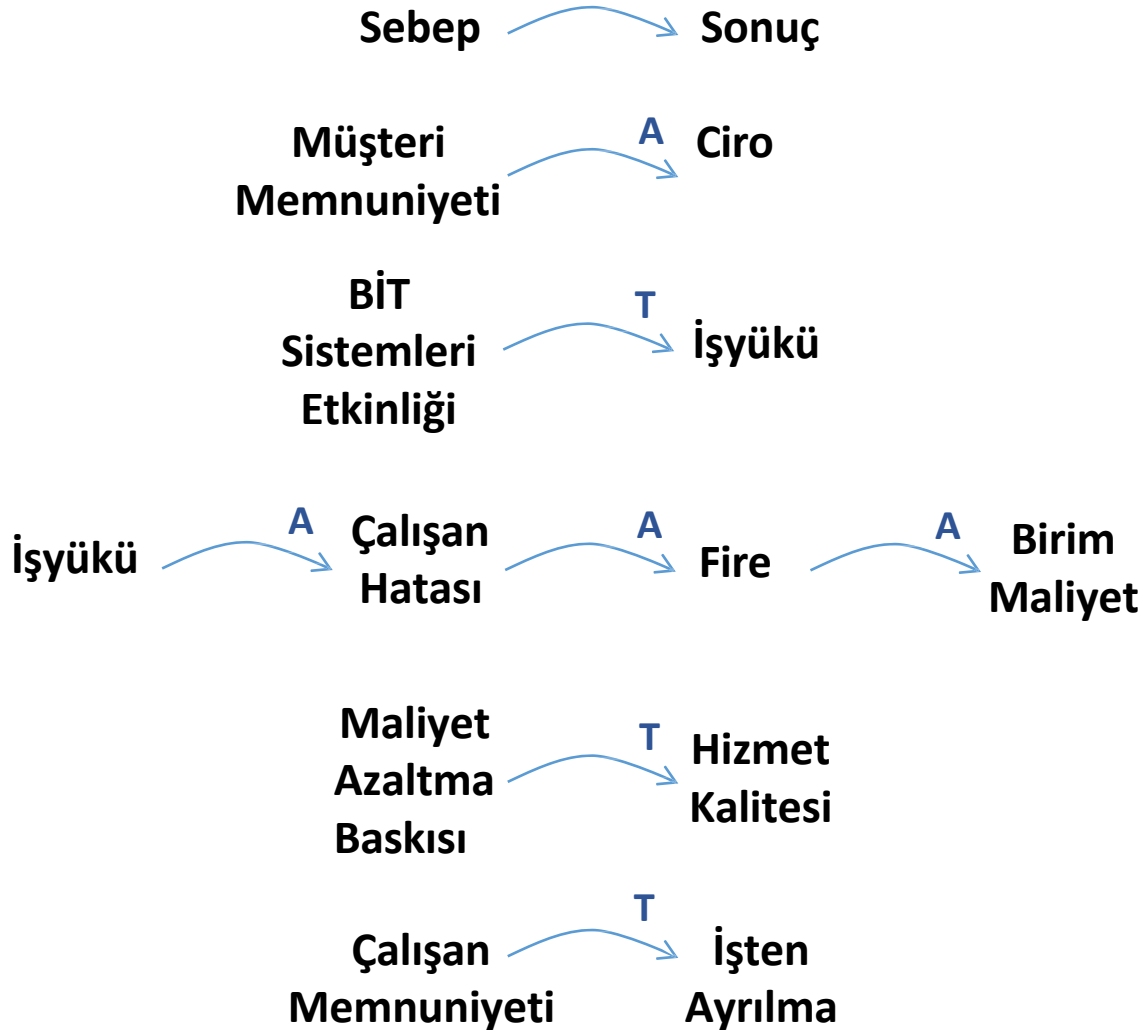 Sebep Sonuç
Müşteri
Memnuniyeti
A
Ciro
BİT
Sistemleri
Etkinliği
T
İşyükü
İşyükü
A
Çalışan
Hatası
A
Fire
A
Birim
Maliyet
Maliyet
Azaltma
Baskısı
T
Hizmet
Kalitesi
Çalışan
Memnuniyeti
T
İşten
Ayrılma